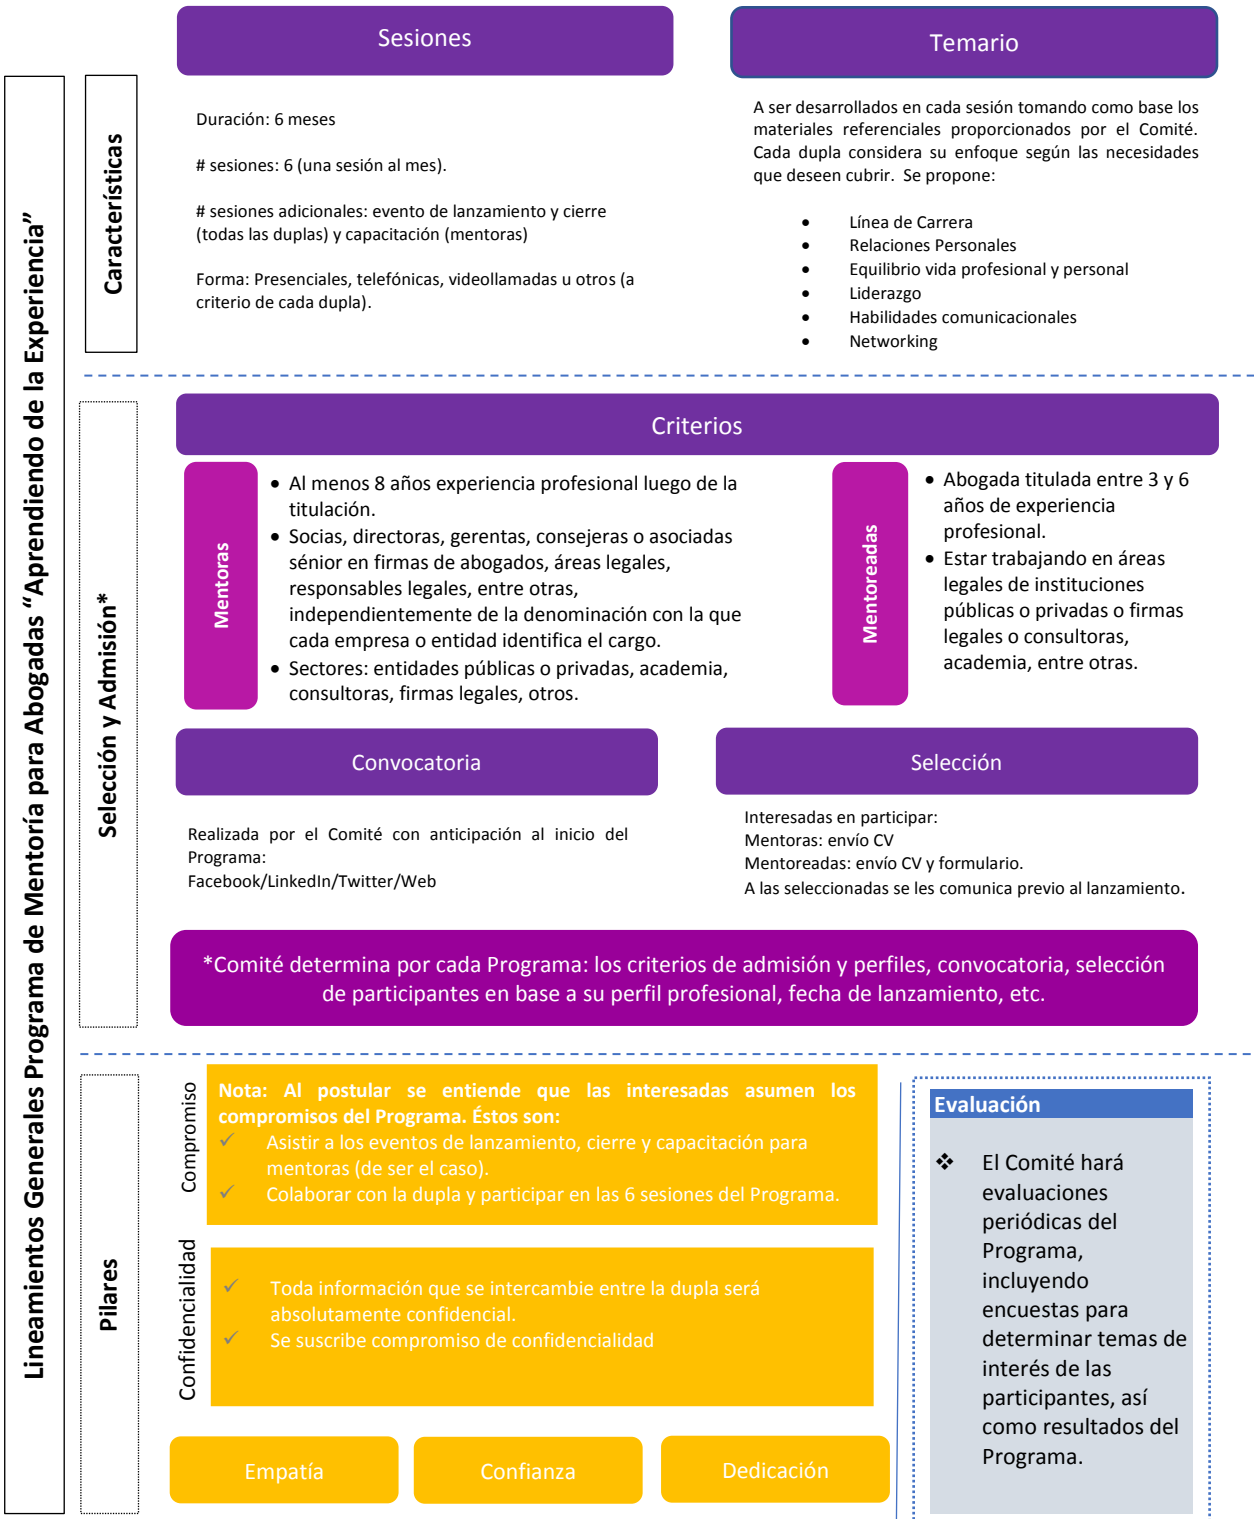 Lineamientos Generales Programa de Mentoría para Abogadas “Aprendiendo de la Experiencia”
Características
Sesiones
Duración: 6 meses
# sesiones: 6 (una sesión al mes).
# sesiones adicionales: evento de lanzamiento y cierre
(todas las duplas) y capacitación (mentoras)
Forma: Presenciales, telefónicas, videollamadas u otros (a
criterio de cada dupla).
Temario
A ser desarrollados en cada sesión tomando como base los
materiales referenciales proporcionados por el Comité.
Cada dupla considera su enfoque según las necesidades
que deseen cubrir. Se propone:
• Línea de Carrera
• Relaciones Personales
• Equilibrio vida profesional y personal
• Liderazgo
• Habilidades comunicacionales
• Networking
Selección y Admisión*
Criterios
Mentoras
• Al menos 8 años experiencia profesional luego de la
titulación.
• Socias, directoras, gerentas, consejeras o asociadas
sénior en firmas de abogados, áreas legales,
responsables legales, entre otras,
independientemente de la denominación con la que
cada empresa o entidad identifica el cargo.
• Sectores: entidades públicas o privadas, academia,
consultoras, firmas legales, otros.
Mentoreadas
• Abogada titulada entre 3 y 6
años de experiencia
profesional.
• Estar trabajando en áreas
legales de instituciones
públicas o privadas o firmas
legales o consultoras,
academia, entre otras.
Convocatoria
Realizada por el Comité con anticipación al inicio del
Programa:
Facebook/LinkedIn/Twitter/Web
Selección
Interesadas en participar:
Mentoras: envío CV
Mentoreadas: envío CV y formulario.
A las seleccionadas se les comunica previo al lanzamiento.
*Comité determina por cada Programa: los criterios de admisión y perfiles, convocatoria, selección
de participantes en base a su perfil profesional, fecha de lanzamiento, etc.
Pilares
Compromiso
Nota: Al postular se entiende que las interesadas asumen los
compromisos del Programa. Éstos son:
✓ Asistir a los eventos de lanzamiento, cierre y capacitación para
mentoras (de ser el caso).
✓ Colaborar con la dupla y participar en las 6 sesiones del Programa.
Confidencialidad
✓ Toda información que se intercambie entre la dupla será
absolutamente confidencial.
✓ Se suscribe compromiso de confidencialidad
Empatía
Confianza
Dedicación
Evaluación
❖ El Comité hará
evaluaciones
periódicas del
Programa,
incluyendo
encuestas para
determinar temas de
interés de las
participantes, así
como resultados del
Programa.